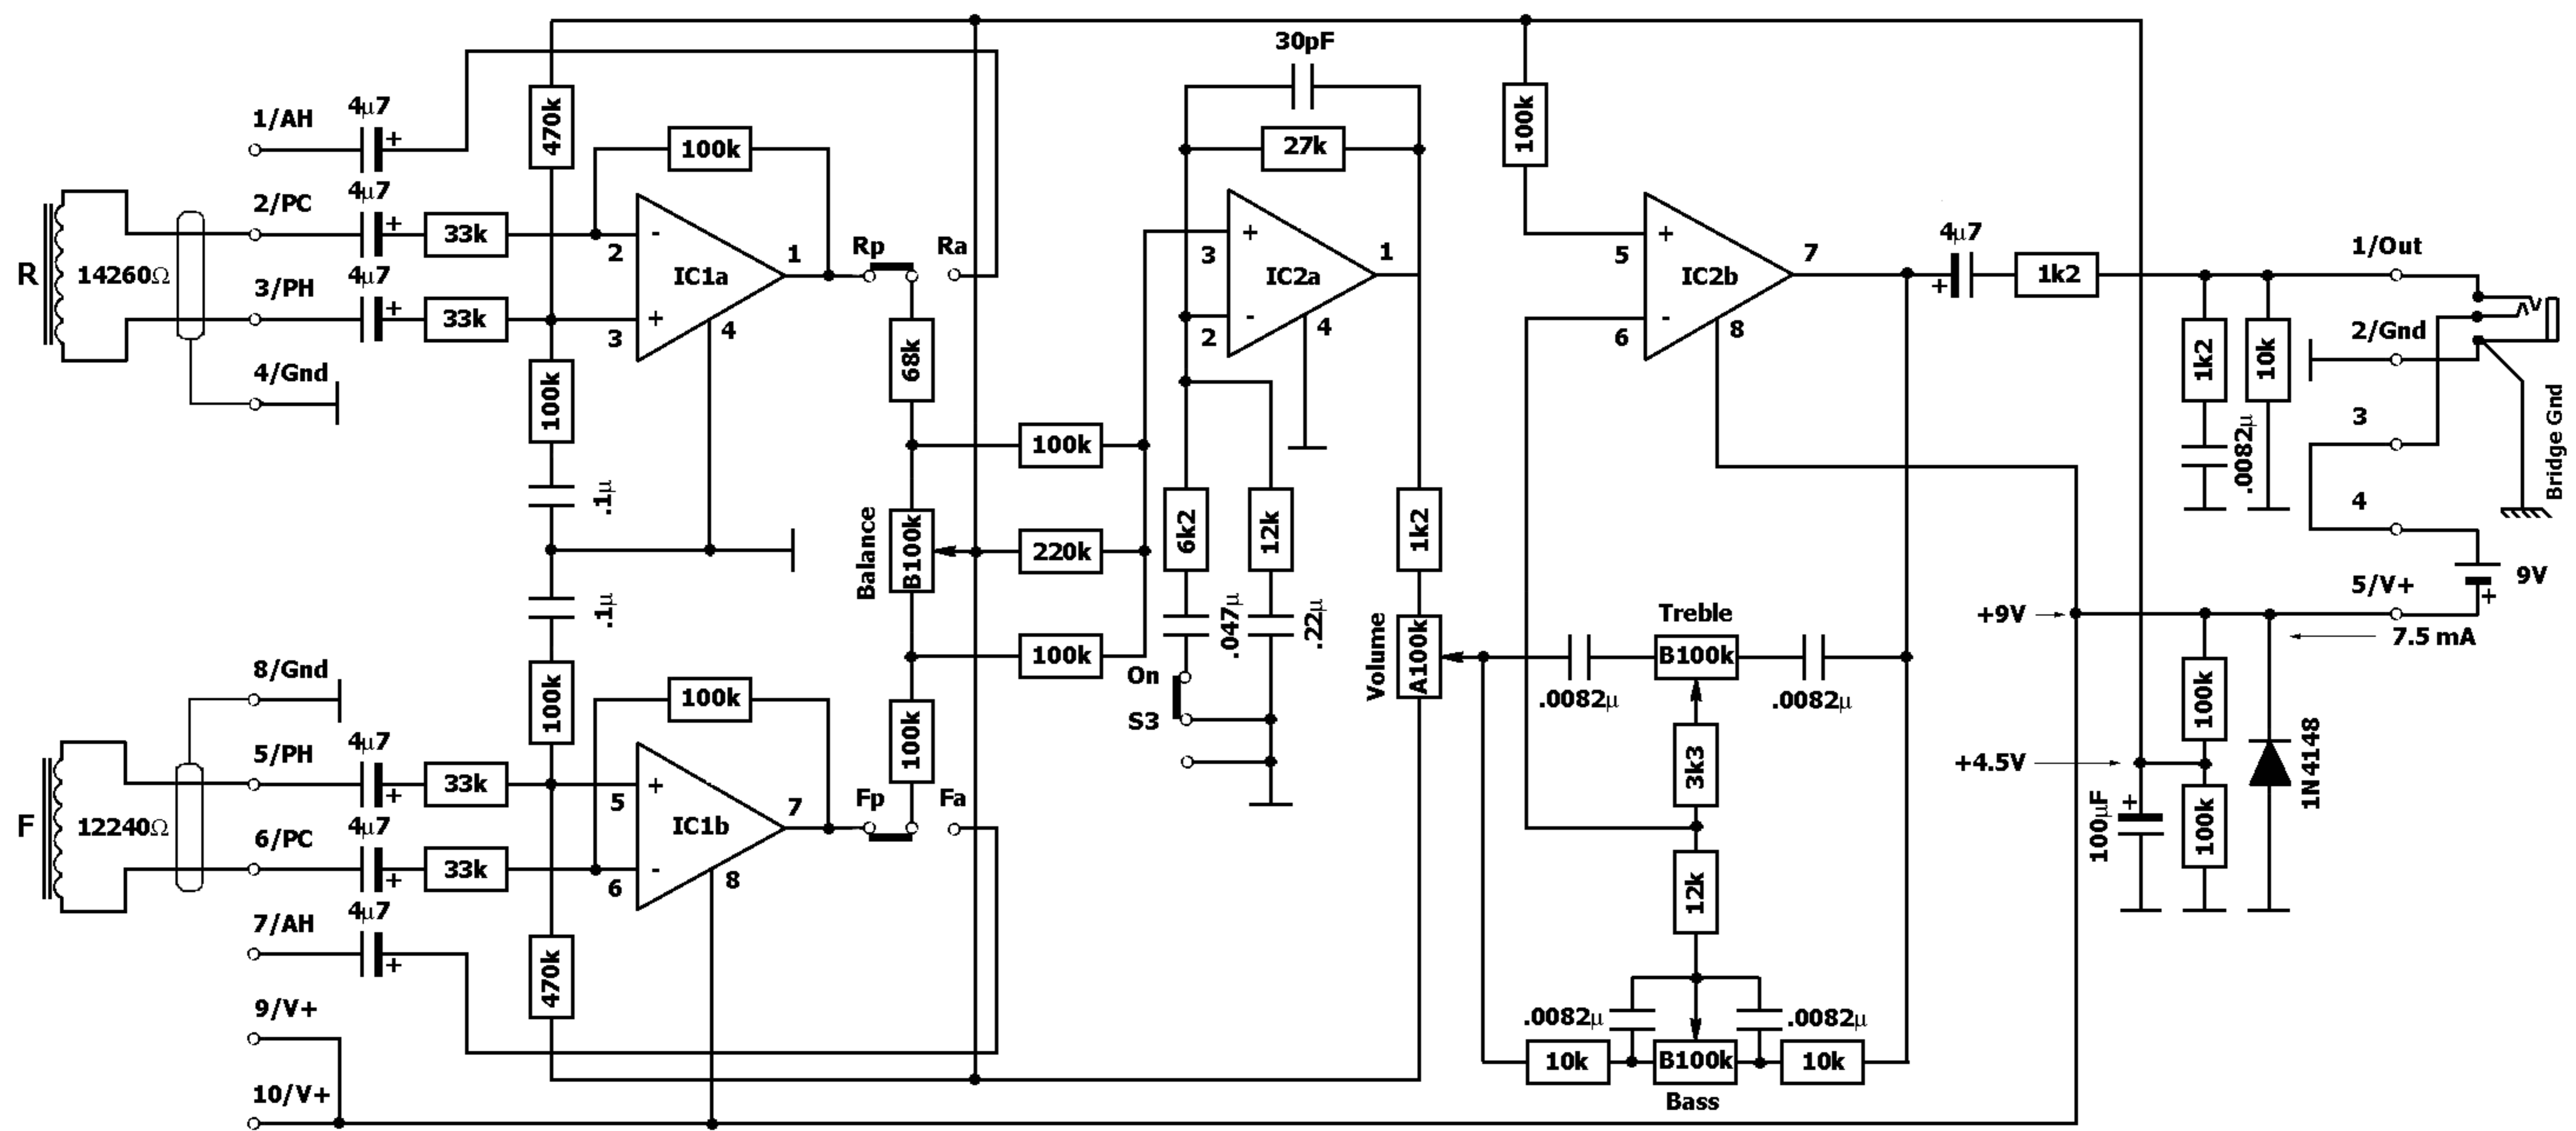 30pF
1/AH
4µ7
+
470k
100k
100k
27k
2/PC
4µ7
+
33k
-
2
IC1a
1
Rp
Ra
+
3
IC2a
1
+
5
IC2b
7
4µ7
+
1k2
1/Out
R
14260Ω
3/PH
4µ7
+
33k
+
3
4
-
2
4
-
6
8
2/Gnd
4/Gnd
100k
68k
1k2
10k
.0082µ
3
Bridge Gnd
100k
.1µ
4
Balance
B100k
220k
6k2
12k
1k2
9V
+
.1µ
100k
.047µ
.22µ
Volume
A100k
Treble
B100k
.0082µ
.0082µ
+9V
5/V+
7.5 mA
8/Gnd
100k
100k
100k
On
S3
3k3
100k
1N4148
5/PH
4µ7
+
33k
+
5
IC1b
7
Fp
Fa
+4.5V
100µF
+
100k
F
12240Ω
6/PC
4µ7
+
33k
-
6
8
12k
7/AH
4µ7
+
470k
9/V+
.0082µ
.0082µ
10k
B100k
10k
Bass
10/V+